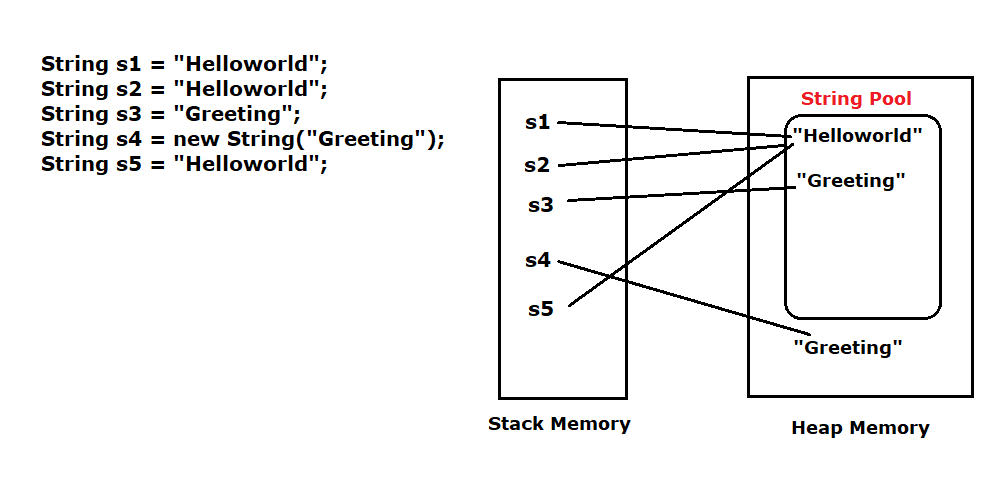 String s1 = "Helloworld";
String s2 = "Helloworld";
String s3 = "Greeting";
String s4 = new String("Greeting");
String s5 = "Helloworld";
s1
s2
s3
s4
s5
Stack Memory
String Pool
"Helloworld"
"Greeting"
"Greeting"
Heap Memory